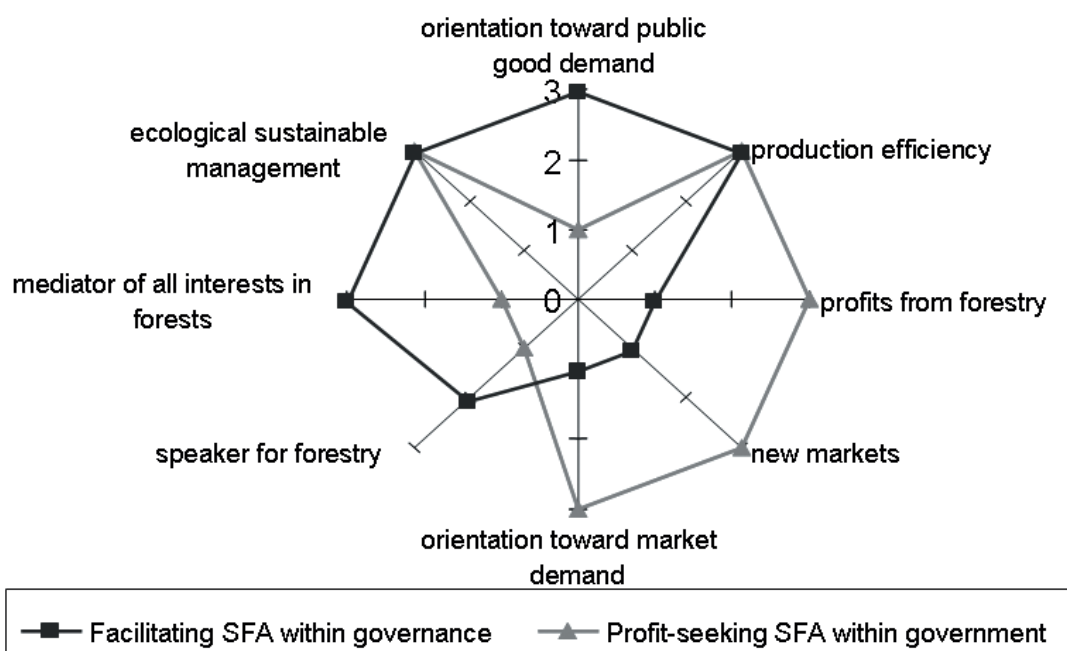 orientation toward public
good demand
3
ecological sustainable
management
production efficiency
2
1
mediator of all interests in
forests
0
profits from forestry
speaker for forestry
new markets
orientation toward market
demand
Facilitating SFA within governance
Profit-seeking SFA within government